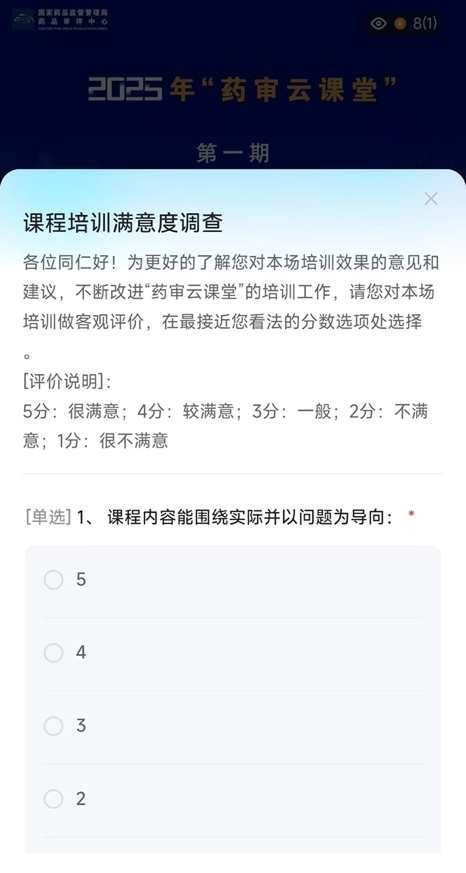 国家药品监督管理局
药品审评中心
CENTER FOR DRUG EVALUATION, NMPA
8(1)
2025年“药审云课堂”
第一期
课程培训满意度调查
各位同仁好！为更好的了解您对本场培训效果的意见和
建议，不断改进“药审云课堂”的培训工作，请您对本场
培训做客观评价，在最接近您看法的分数选项处选择
。
[评价说明]：
5分：很满意；4分：较满意；3分：一般；2分：不满
意；1分：很不满意
[单选] 1、 课程内容能围绕实际并以问题为导向： *
5
4
3
2